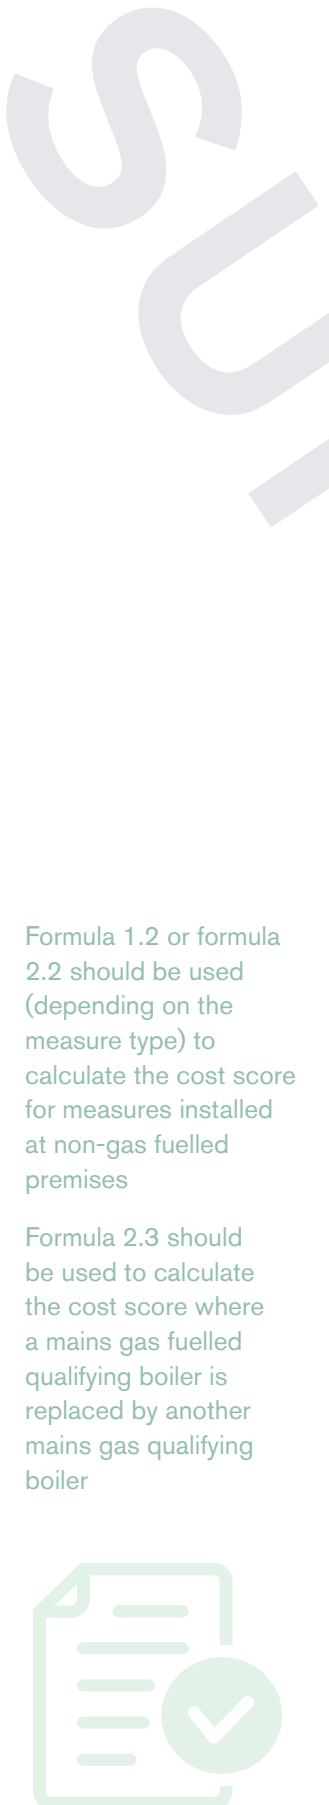 SU
Formula 1.2 or formula
2.2 should be used
(depending on the
measure type) to
calculate the cost score
for measures installed
at non-gas fuelled
premises
Formula 2.3 should
be used to calculate
the cost score where
a mains gas fuelled
qualifying boiler is
replaced by another
mains gas qualifying
boiler